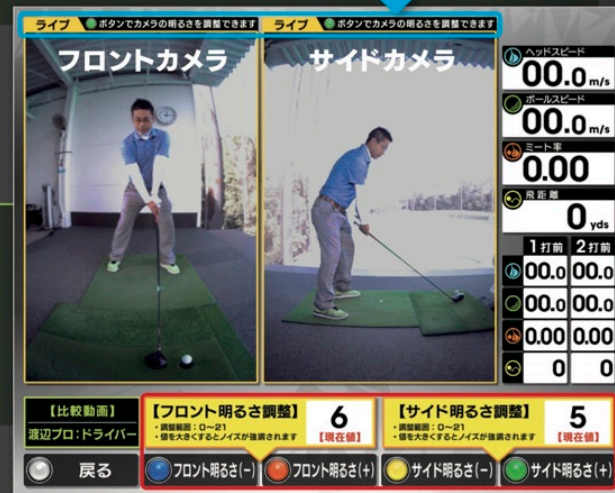 ライブ ボタンでカメラの明るさを調整できます
ライブ ボタンでカメラの明るさを調整できます
フロントカメラ
サイドカメラ
ヘッドスピード
00.0 m/s
ボールスピード
00.0 m/s
ミート率
0.00
飛距離
0 yds
1打前 2打前
00.0 00.0
00.0 00.0
0.00 0.00
0 0
【比較動画】
渡辺プロ:ドライバー
【フロント明るさ調整】
・調整範囲:0~21
・値を大きくするとノイズが強調されます
6
【現在値】
【サイド明るさ調整】
・調整範囲:0~21
・値を大きくするとノイズが強調されます
5
【現在値】
戻る
フロント明るさ(-)
フロント明るさ(+)
サイド明るさ(-)
サイド明るさ(+)